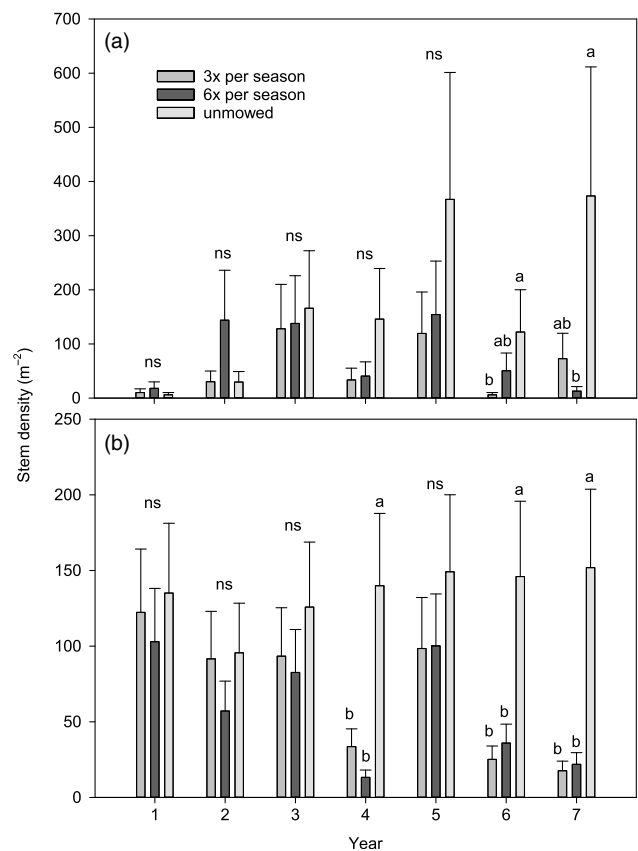 700
(a)
600
500
400
300
200
100
0
3x per season
6x per season
unmowed
ns
ns
ns
ns
ns
b
ab
a
ab
b
a
Stem density (m⁻²)
250
(b)
200
150
100
50
0
ns
ns
ns
b
b
a
ns
b
b
a
b
b
a
1 2 3 4 5 6 7
Year